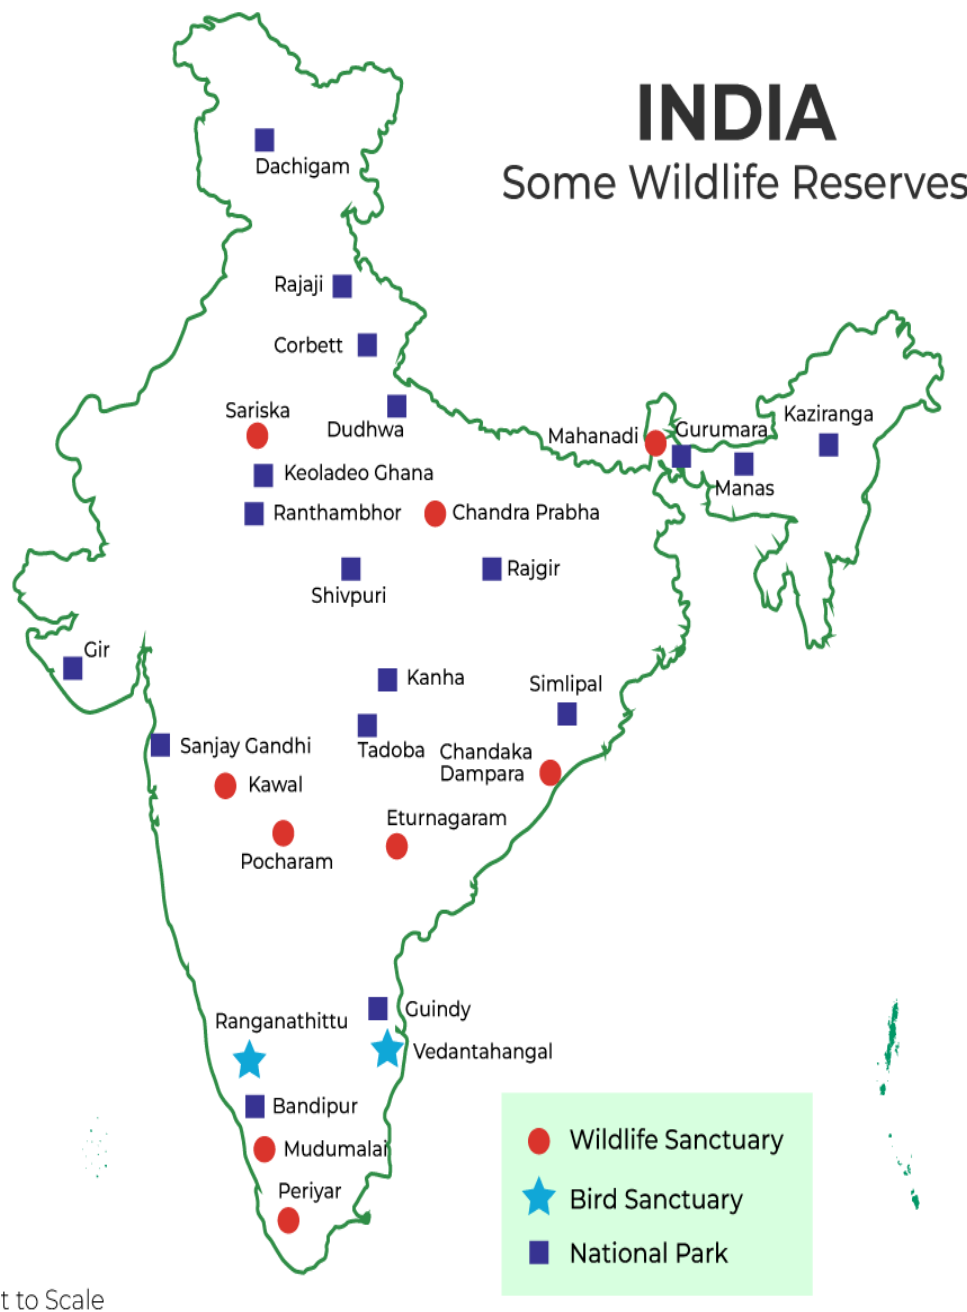 INDIA
Some Wildlife Reserves
Dachigam
Rajaji
Corbett
Sariska
Dudhwa
Mahanadi
Gurumara
Kaziranga
Keoladeo Ghana
Manas
Ranthambhor
Chandra Prabha
Shivpuri
Rajgir
Gir
Kanha
Simlipal
Sanjay Gandhi
Tadoba
Chandaka
Dampara
Kawal
Eturnagaram
Pocharam
Guindy
Ranganathittu
Vedantahangal
Bandipur
Mudumalai
Periyar
Wildlife Sanctuary
Bird Sanctuary
National Park
t to Scale